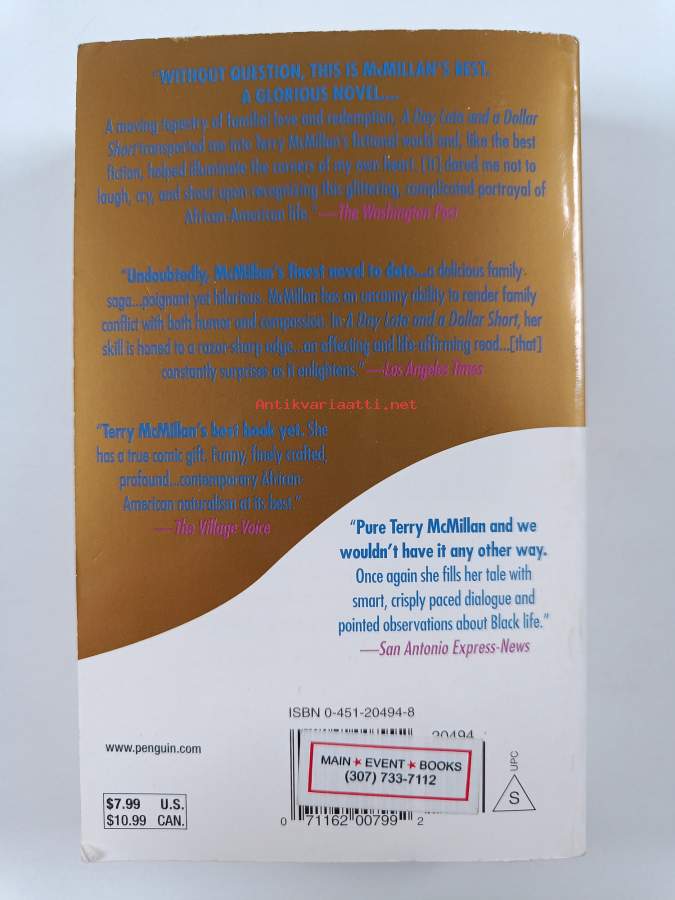 "WITHOUT QUESTION, THIS IS McMILLAN'S BEST.
A GLORIOUS NOVEL....
A moving tapestry of familial love and redemption, A Day Late and a Dollar
Short transported me into Terry McMillan's fictional world and, like the best
fiction, helped illuminate the corners of my own heart. [It] dared me not to
laugh, cry, and shout upon recognizing this glittering, complicated portrayal of
African-American life."—The Washington Post
"Undoubtedly, McMillan's finest novel to date...a delicious family
saga...poignant yet hilarious. McMillan has an uncanny ability to render family
conflict with both humor and compassion. In A Day Late and a Dollar Short, her
skill is honed to a razor-sharp edge...an affecting and life-affirming read...[that]
constantly surprises as it enlightens."—Los Angeles Times
Antikvariaatti.net
"Terry McMillan's best book yet. She
has a true comic gift. Funny, finely crafted,
profound...contemporary African-
American naturalism at its best."
—The Village Voice
"Pure Terry McMillan and we
wouldn't have it any other way.
Once again she fills her tale with
smart, crisply paced dialogue and
pointed observations about Black life."
—San Antonio Express-News
ISBN 0-451-20494-8
20494
www.penguin.com
MAIN ★ EVENT ★ BOOKS
(307) 733-7112
UPC
S
$7.99 U.S.
$10.99 CAN.
0 71162 00799 2